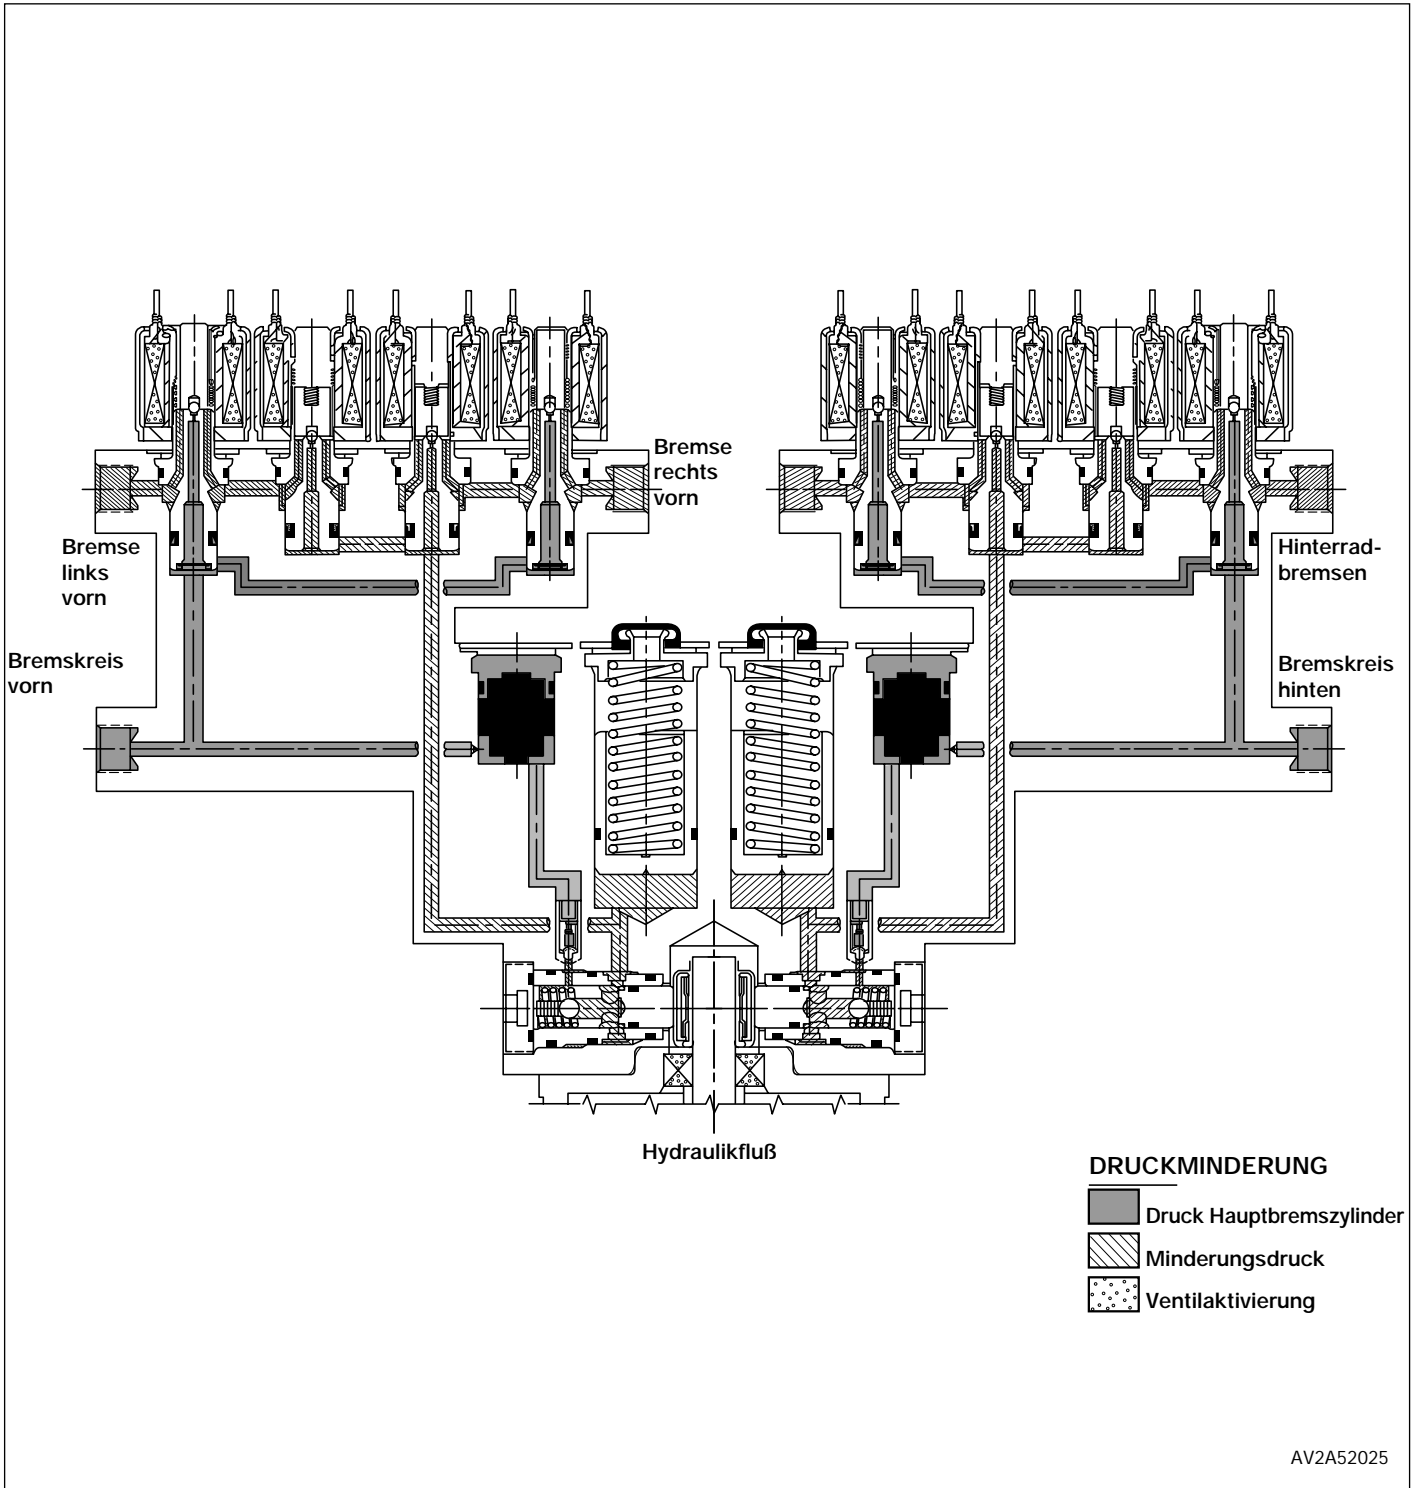 Bremse
rechts
vorn
Bremse
links
vorn
Hinterrad-
bremsen
Bremskreis
vorn
Bremskreis
hinten
Hydraulikfluß
DRUCKMINDERUNG
Druck Hauptbremszylinder
Minderungsdruck
Ventilaktivierung
AV2A52025